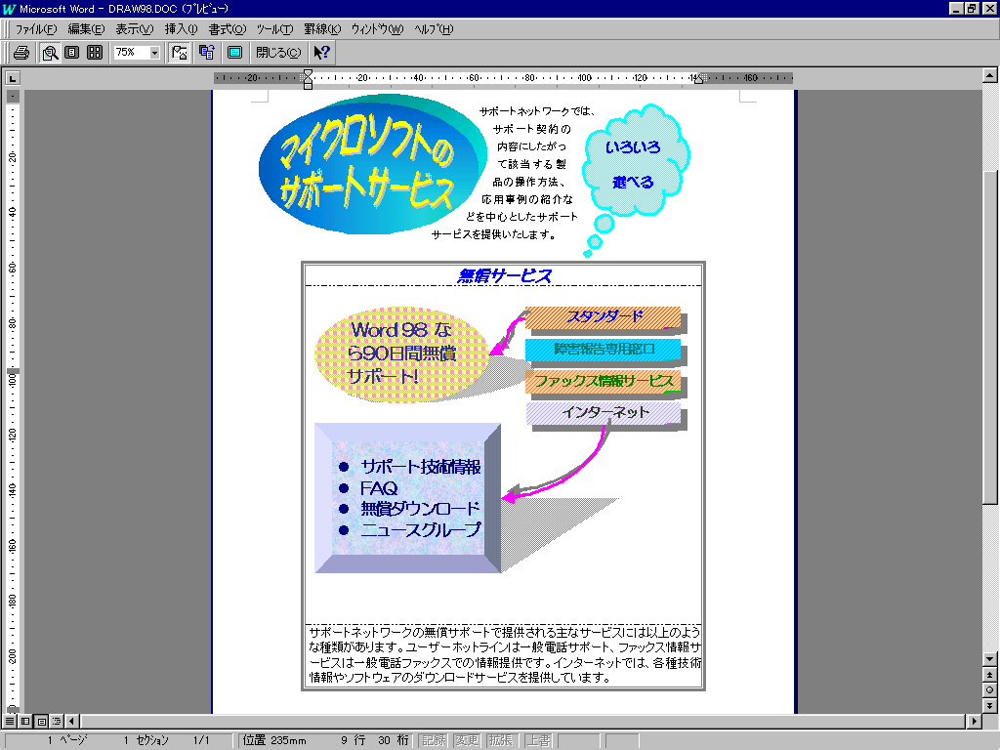 Microsoft Word - DRAW98.DOC (プレビュー)
ファイル(F) 編集(E) 表示(V) 挿入(I) 書式(O) ツール(T) 罫線(K) ウィンドウ(W) ヘルプ(H)
75% 閉じる(C)
20 20 40 60 80 100 120 14 160
マイクロソフトの
サポートサービス
サポートネットワークでは、
サポート契約の
内容にしたがっ
て該当する製
品の操作方法、
応用事例の紹介な
どを中心としたサポート
サービスを提供いたします。
いろいろ
選べる
無償サービス
Word 98 な
ら90日間無償
サポート!
スタンダード
障害報告専用窓口
ファックス情報サービス
インターネット
● サポート技術情報
● FAQ
● 無償ダウンロード
● ニュースグループ
サポートネットワークの無償サポートで提供される主なサービスには以上のよう
な種類があります。ユーザーホットラインは一般電話サポート、ファックス情報サ
ービスは一般電話ファックスでの情報提供です。インターネットでは、各種技術
情報やソフトウェアのダウンロードサービスを提供しています。
20
40
60
80
100
120
140
160
180
200
1 ページ 1 セクション 1/1 位置 235mm 9 行 30 桁 記録 変更 拡張 上書